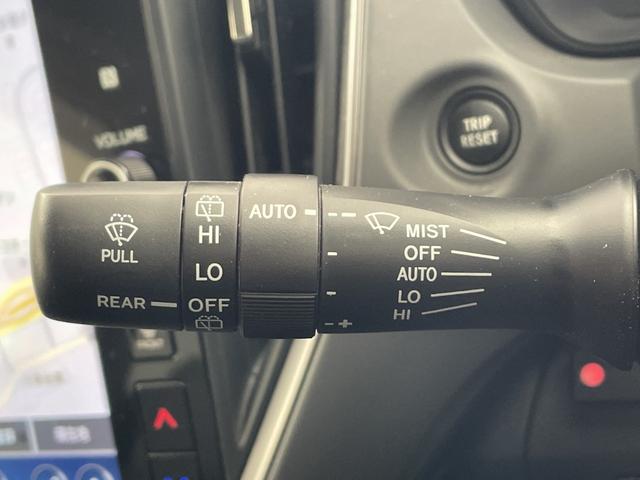 VOLUME
TRIP
RESET
PULL
REAR
HI
LO
OFF
AUTO
- +
MIST
OFF
AUTO
LO
HI